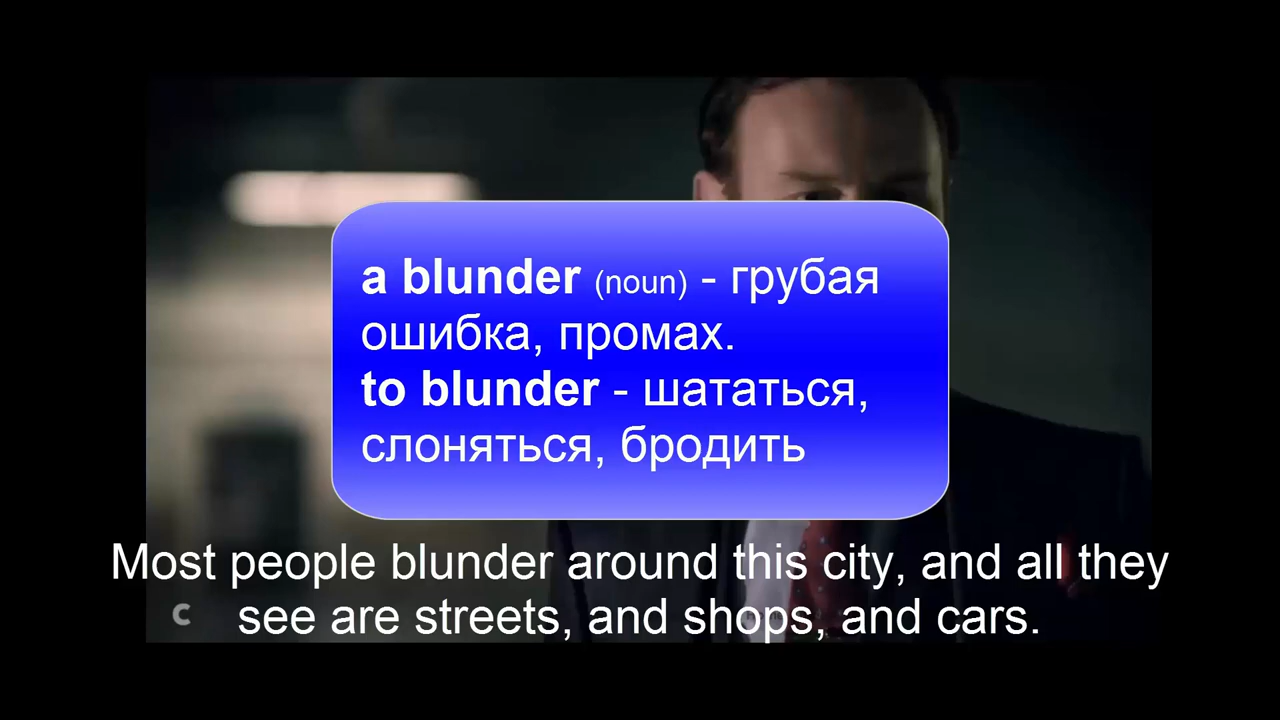 a blunder (noun) - грубая
ошибка, промах.
to blunder - шататься,
слоняться, бродить
Most people blunder around this city, and all they
see are streets, and shops, and cars.
C